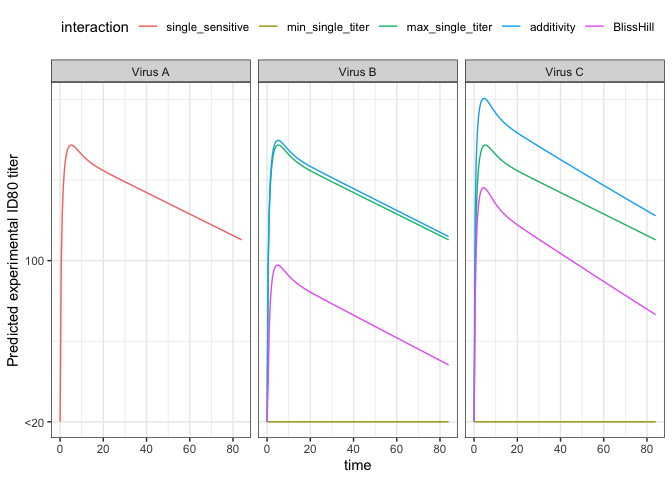 interaction single_sensitive min_single_titer max_single_titer additivity BlissHill
Virus A Virus B Virus C
Predicted experimental ID80 titer
100
<20
0 20 40 60 80 0 20 40 60 80 0 20 40 60 80
time